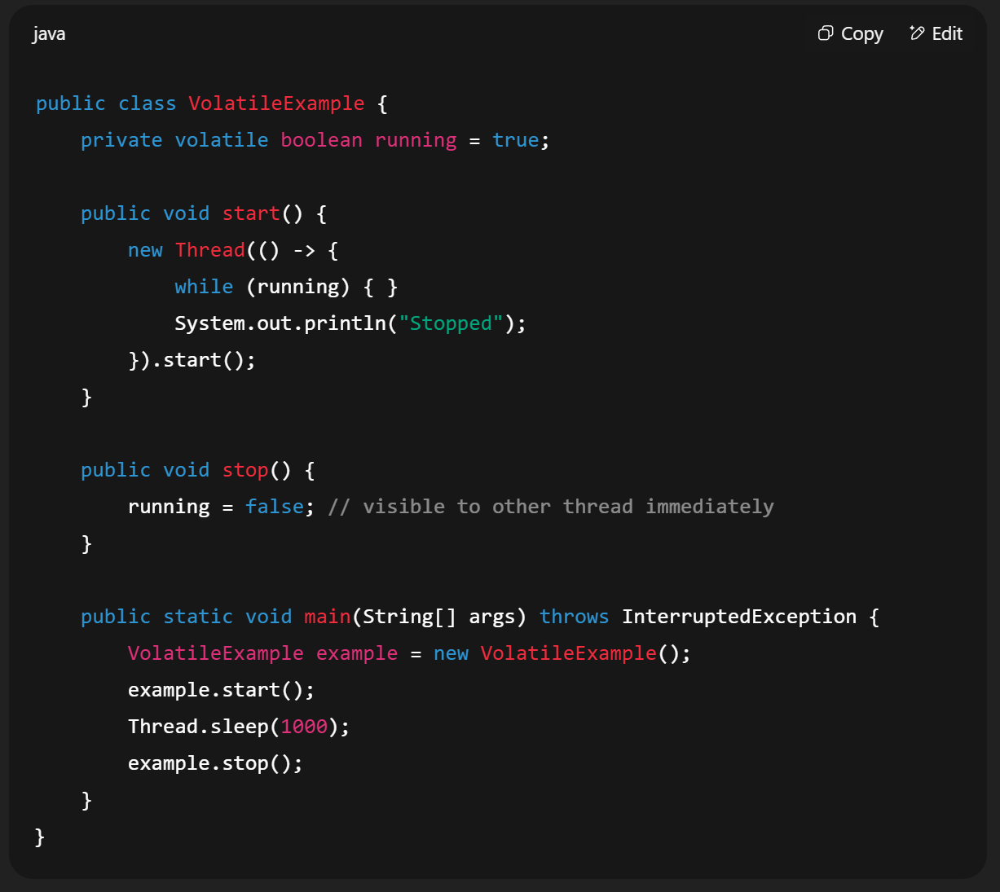 java
Copy
Edit
public class VolatileExample {
    private volatile boolean running = true;
    public void start() {
        new Thread(() -> {
            while (running) { }
            System.out.println("Stopped");
        }).start();
    }
    public void stop() {
        running = false; // visible to other thread immediately
    }
    public static void main(String[] args) throws InterruptedException {
        VolatileExample example = new VolatileExample();
        example.start();
        Thread.sleep(1000);
        example.stop();
    }
}